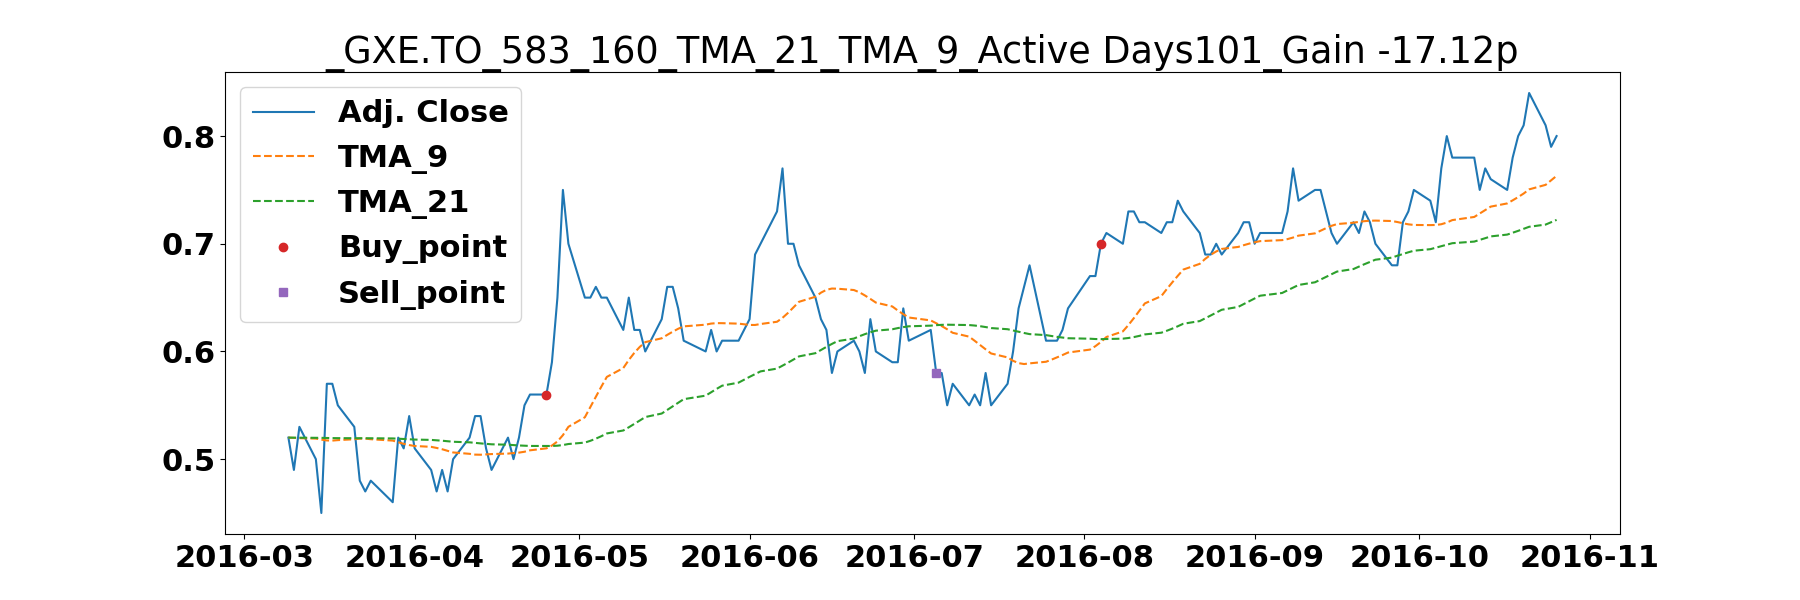 _GXE.TO_583_160_TMA_21_TMA_9_Active Days101_Gain -17.12p
Adj. Close
TMA_9
TMA_21
Buy_point
Sell_point
0.8
0.7
0.6
0.5
2016-03 2016-04 2016-05 2016-06 2016-07 2016-08 2016-09 2016-10 2016-11